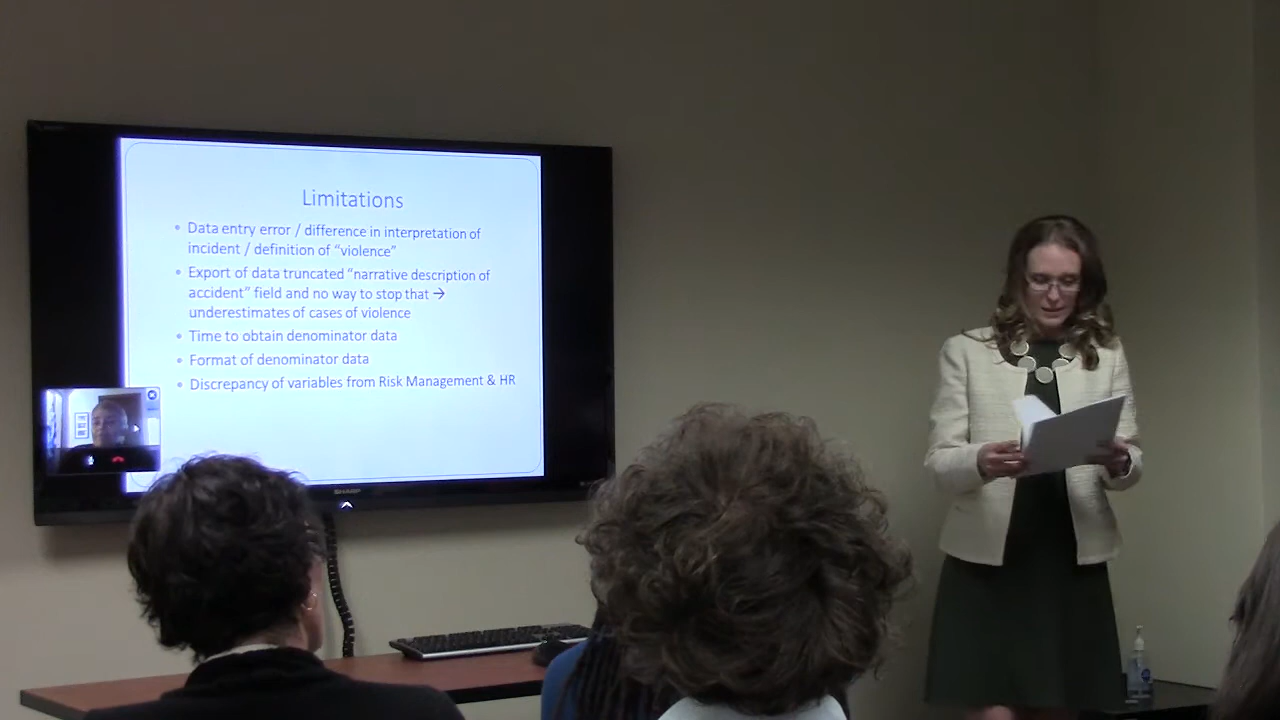 Limitations
• Data entry error / difference in interpretation of
incident / definition of “violence”
• Export of data truncated “narrative description of
accident” field and no way to stop that →
underestimates of cases of violence
• Time to obtain denominator data
• Format of denominator data
• Discrepancy of variables from Risk Management & HR
SHARP